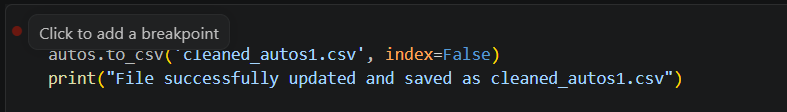 Click to add a breakpoint
autos.to_csv('cleaned_autos1.csv', index=False)
print("File successfully updated and saved as cleaned_autos1.csv")